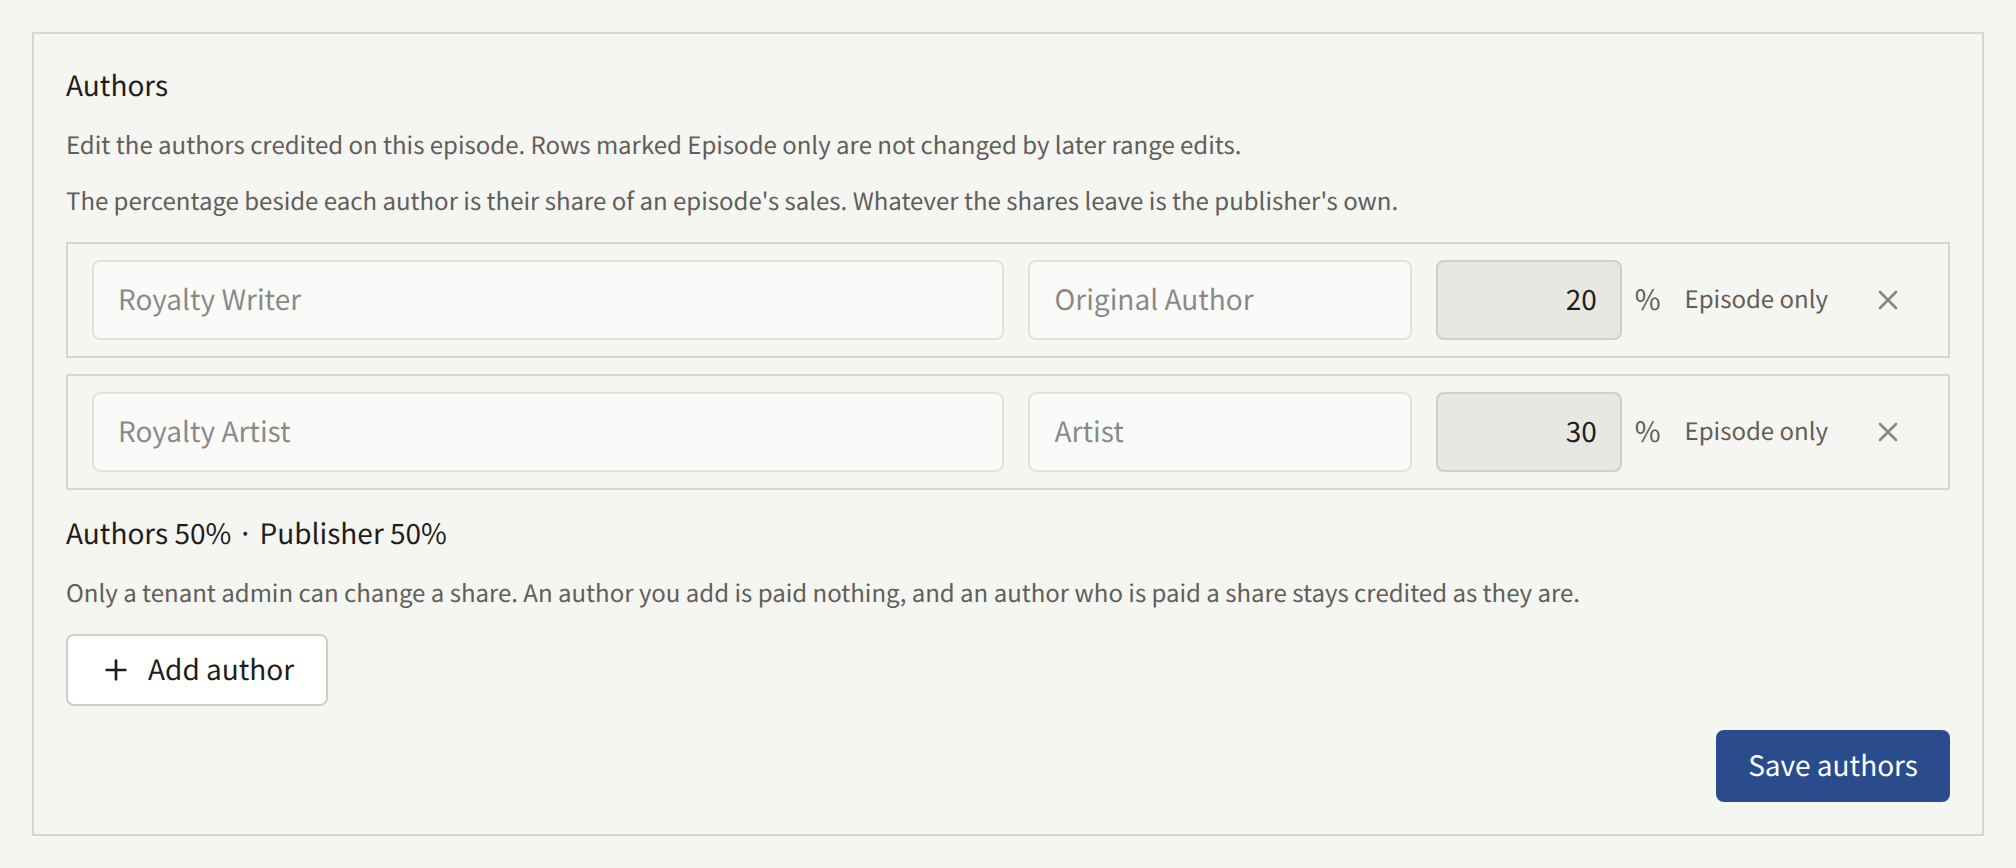 Authors
Edit the authors credited on this episode. Rows marked Episode only are not changed by later range edits.
The percentage beside each author is their share of an episode's sales. Whatever the shares leave is the publisher's own.
Royalty Writer Original Author 20 % Episode only
Royalty Artist Artist 30 % Episode only
Authors 50% · Publisher 50%
Only a tenant admin can change a share. An author you add is paid nothing, and an author who is paid a share stays credited as they are.
Add author
Save authors